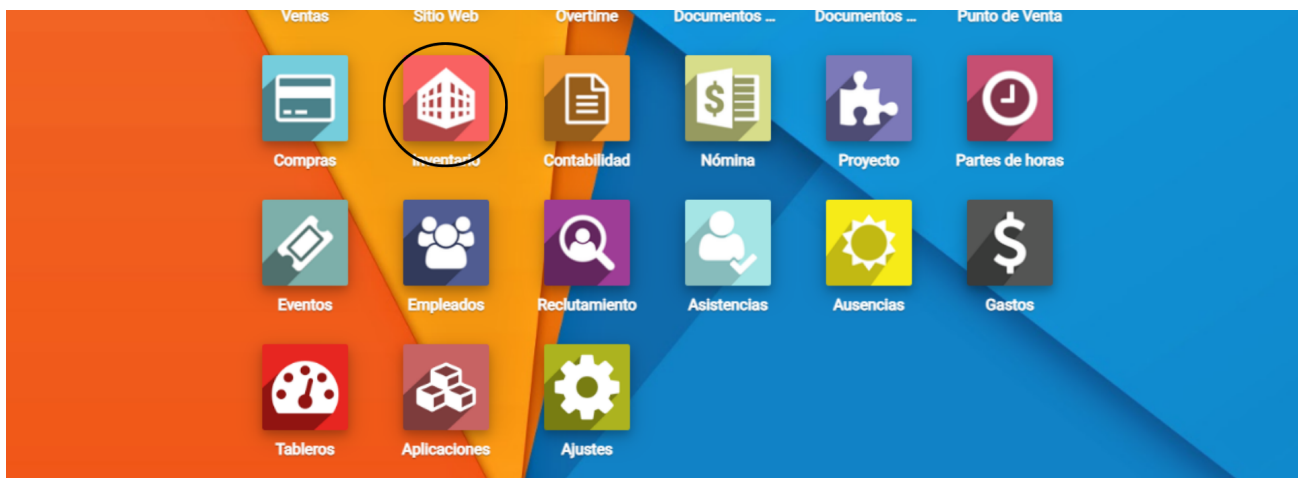 Ventas Sitio Web Overtime Documentos ... Documentos ... Punto de Venta
Compras Inventario Contabilidad Nómina Proyecto Partes de horas
Eventos Empleados Reclutamiento Asistencias Ausencias Gastos
Tableros Aplicaciones Ajustes